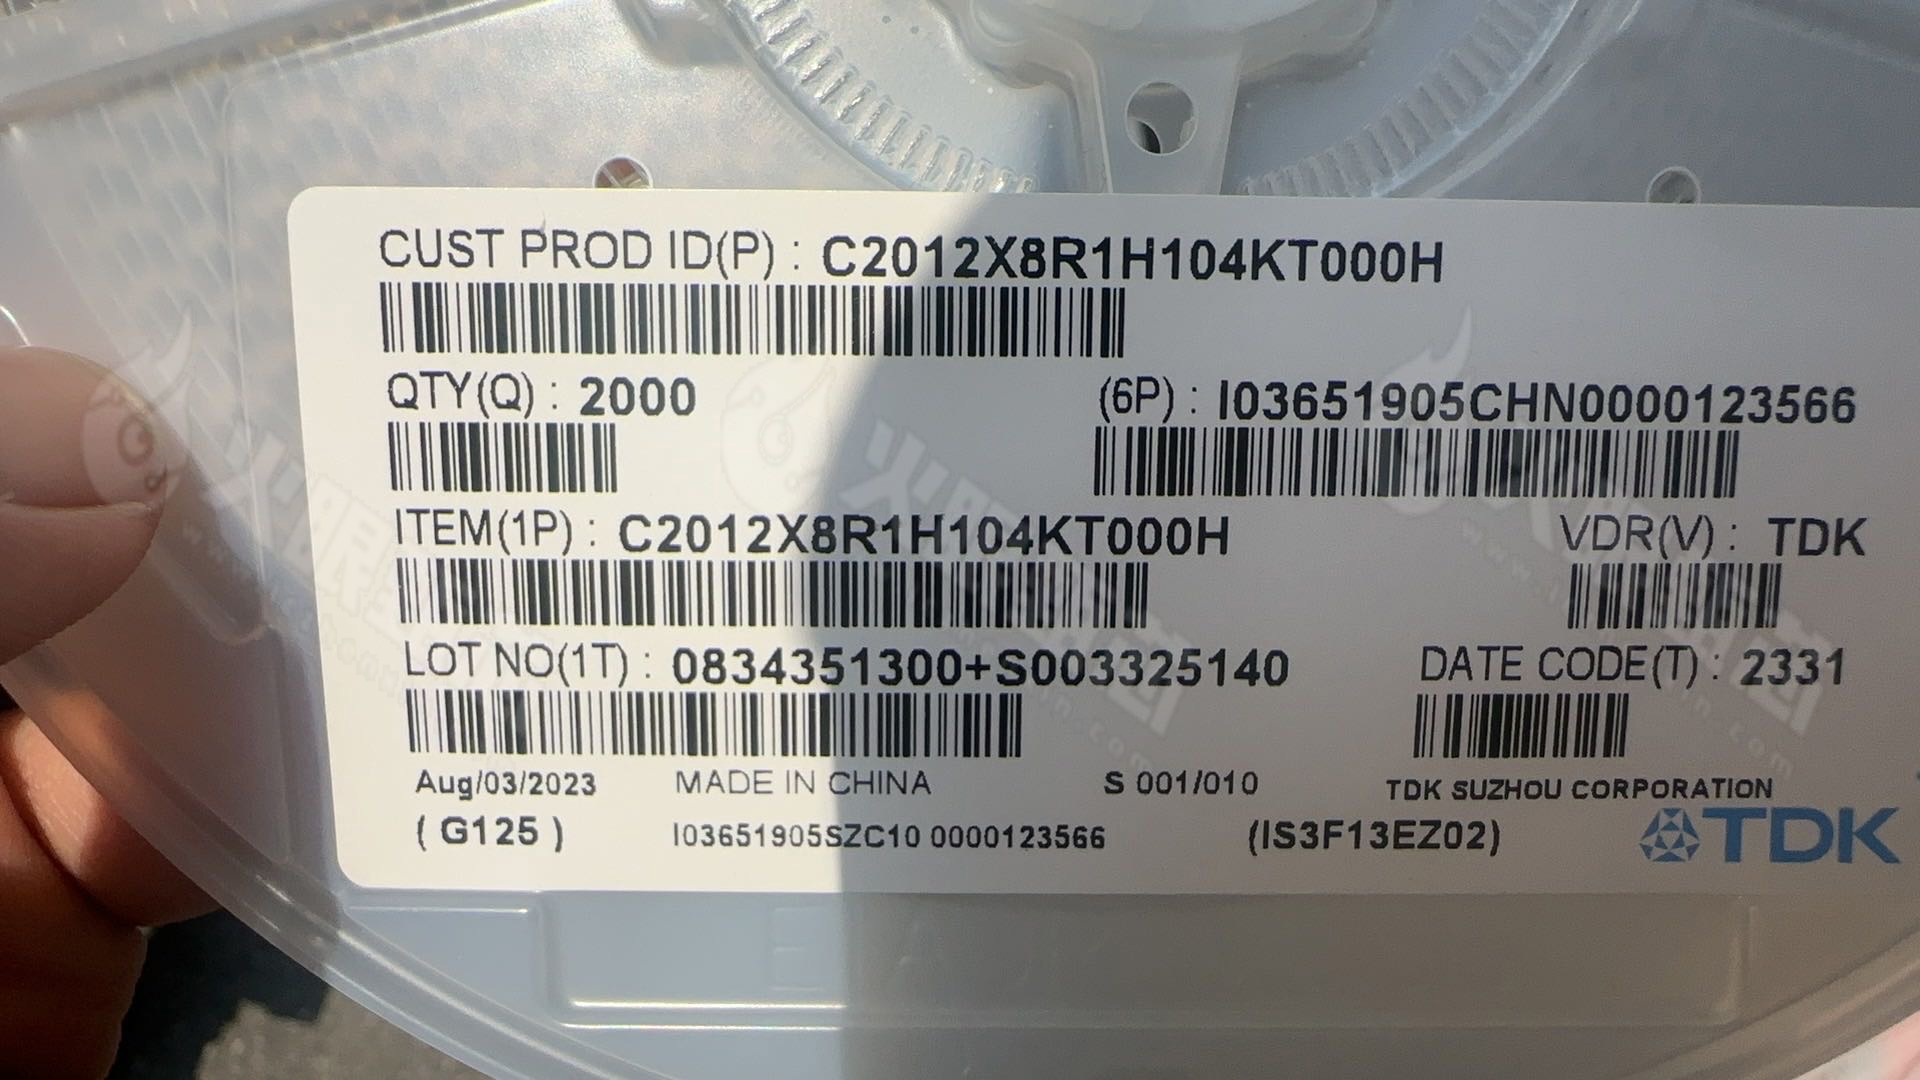 CUST PROD ID(P) : C2012X8R1H104KT000H
QTY(Q) : 2000
(6P) : I03651905CHN0000123566
ITEM(1P) : C2012X8R1H104KT000H
VDR(V) : TDK
LOT NO(1T) : 0834351300+S003325140
DATE CODE(T) : 2331
Aug/03/2023 MADE IN CHINA S 001/010 TDK SUZHOU CORPORATION
( G125 ) I03651905SZC10 0000123566 (IS3F13EZ02) TDK